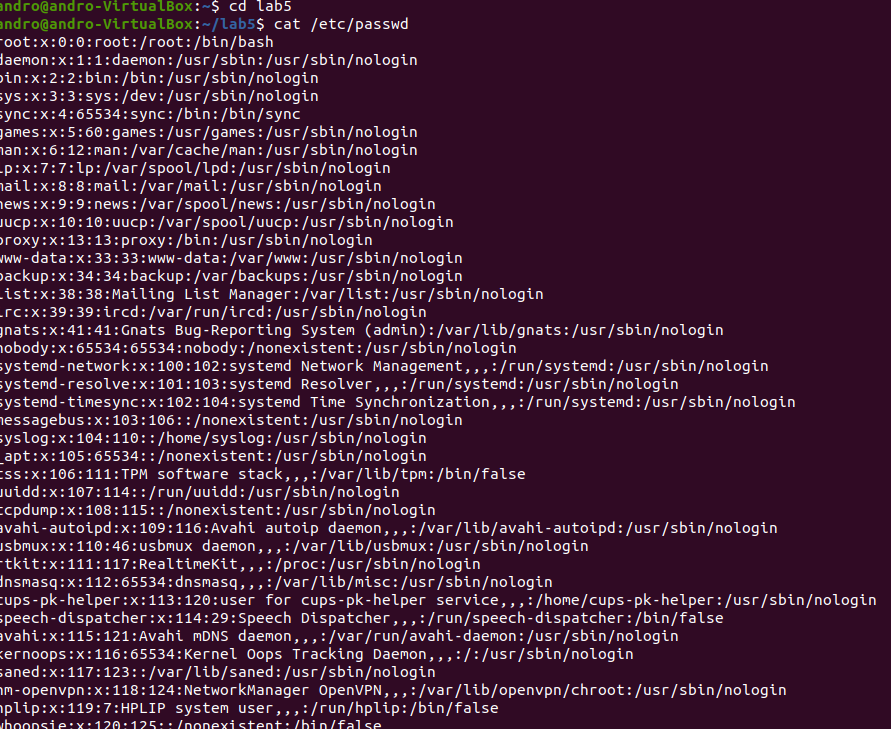 andro@andro-VirtualBox:~$ cd lab5
andro@andro-VirtualBox:~/lab5$ cat /etc/passwd
root:x:0:0:root:/root:/bin/bash
daemon:x:1:1:daemon:/usr/sbin:/usr/sbin/nologin
bin:x:2:2:bin:/bin:/usr/sbin/nologin
sys:x:3:3:sys:/dev:/usr/sbin/nologin
sync:x:4:65534:sync:/bin:/bin/sync
games:x:5:60:games:/usr/games:/usr/sbin/nologin
man:x:6:12:man:/var/cache/man:/usr/sbin/nologin
lp:x:7:7:lp:/var/spool/lpd:/usr/sbin/nologin
mail:x:8:8:mail:/var/mail:/usr/sbin/nologin
news:x:9:9:news:/var/spool/news:/usr/sbin/nologin
uucp:x:10:10:uucp:/var/spool/uucp:/usr/sbin/nologin
proxy:x:13:13:proxy:/bin:/usr/sbin/nologin
www-data:x:33:33:www-data:/var/www:/usr/sbin/nologin
backup:x:34:34:backup:/var/backups:/usr/sbin/nologin
list:x:38:38:Mailing List Manager:/var/list:/usr/sbin/nologin
irc:x:39:39:ircd:/var/run/ircd:/usr/sbin/nologin
gnats:x:41:41:Gnats Bug-Reporting System (admin):/var/lib/gnats:/usr/sbin/nologin
nobody:x:65534:65534:nobody:/nonexistent:/usr/sbin/nologin
systemd-network:x:100:102:systemd Network Management,,,:/run/systemd:/usr/sbin/nologin
systemd-resolve:x:101:103:systemd Resolver,,,:/run/systemd:/usr/sbin/nologin
systemd-timesync:x:102:104:systemd Time Synchronization,,,:/run/systemd:/usr/sbin/nologin
messagebus:x:103:106::/nonexistent:/usr/sbin/nologin
syslog:x:104:110::/home/syslog:/usr/sbin/nologin
_apt:x:105:65534::/nonexistent:/usr/sbin/nologin
tss:x:106:111:TPM software stack,,,:/var/lib/tpm:/bin/false
uuidd:x:107:114::/run/uuidd:/usr/sbin/nologin
tcpdump:x:108:115::/nonexistent:/usr/sbin/nologin
avahi-autoipd:x:109:116:Avahi autoip daemon,,,:/var/lib/avahi-autoipd:/usr/sbin/nologin
usbmux:x:110:46:usbmux daemon,,,:/var/lib/usbmux:/usr/sbin/nologin
rtkit:x:111:117:RealtimeKit,,,:/proc:/usr/sbin/nologin
dnsmasq:x:112:65534:dnsmasq,,,:/var/lib/misc:/usr/sbin/nologin
cups-pk-helper:x:113:120:user for cups-pk-helper service,,,:/home/cups-pk-helper:/usr/sbin/nologin
speech-dispatcher:x:114:29:Speech Dispatcher,,,:/run/speech-dispatcher:/bin/false
avahi:x:115:121:Avahi mDNS daemon,,,:/var/run/avahi-daemon:/usr/sbin/nologin
kernoops:x:116:65534:Kernel Oops Tracking Daemon,,,:/:/usr/sbin/nologin
saned:x:117:123::/var/lib/saned:/usr/sbin/nologin
nm-openvpn:x:118:124:NetworkManager OpenVPN,,,:/var/lib/openvpn/chroot:/usr/sbin/nologin
hplip:x:119:7:HPLIP system user,,,:/run/hplip:/bin/false
whoopsie:x:120:125::/nonexistent:/bin/false